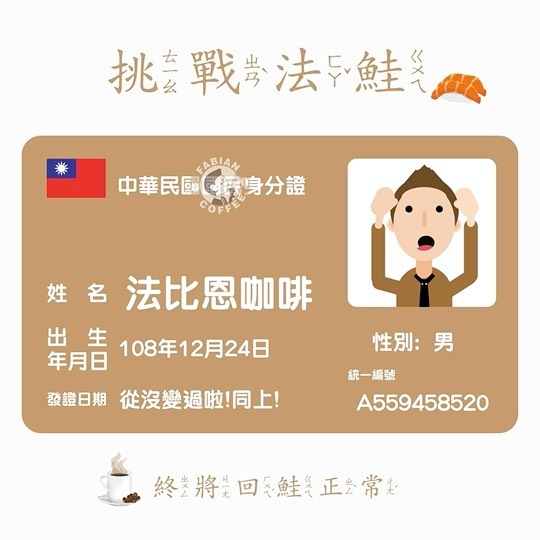 挑ㄊㄧㄠ戰ㄓㄢˋ法ㄈㄚˇ鮭ㄍㄨㄟ
中華民國國民身分證
FABIAN COFFEE
姓 名 法比恩咖啡
出 生
年月日 108年12月24日
發證日期 從沒變過啦!同上!
性別: 男
統一編號
A559458520
終ㄓㄨㄥ將ㄐㄧㄤ回ㄏㄨㄟˊ鮭ㄍㄨㄟ正ㄓㄥˋ常ㄔㄤˊ